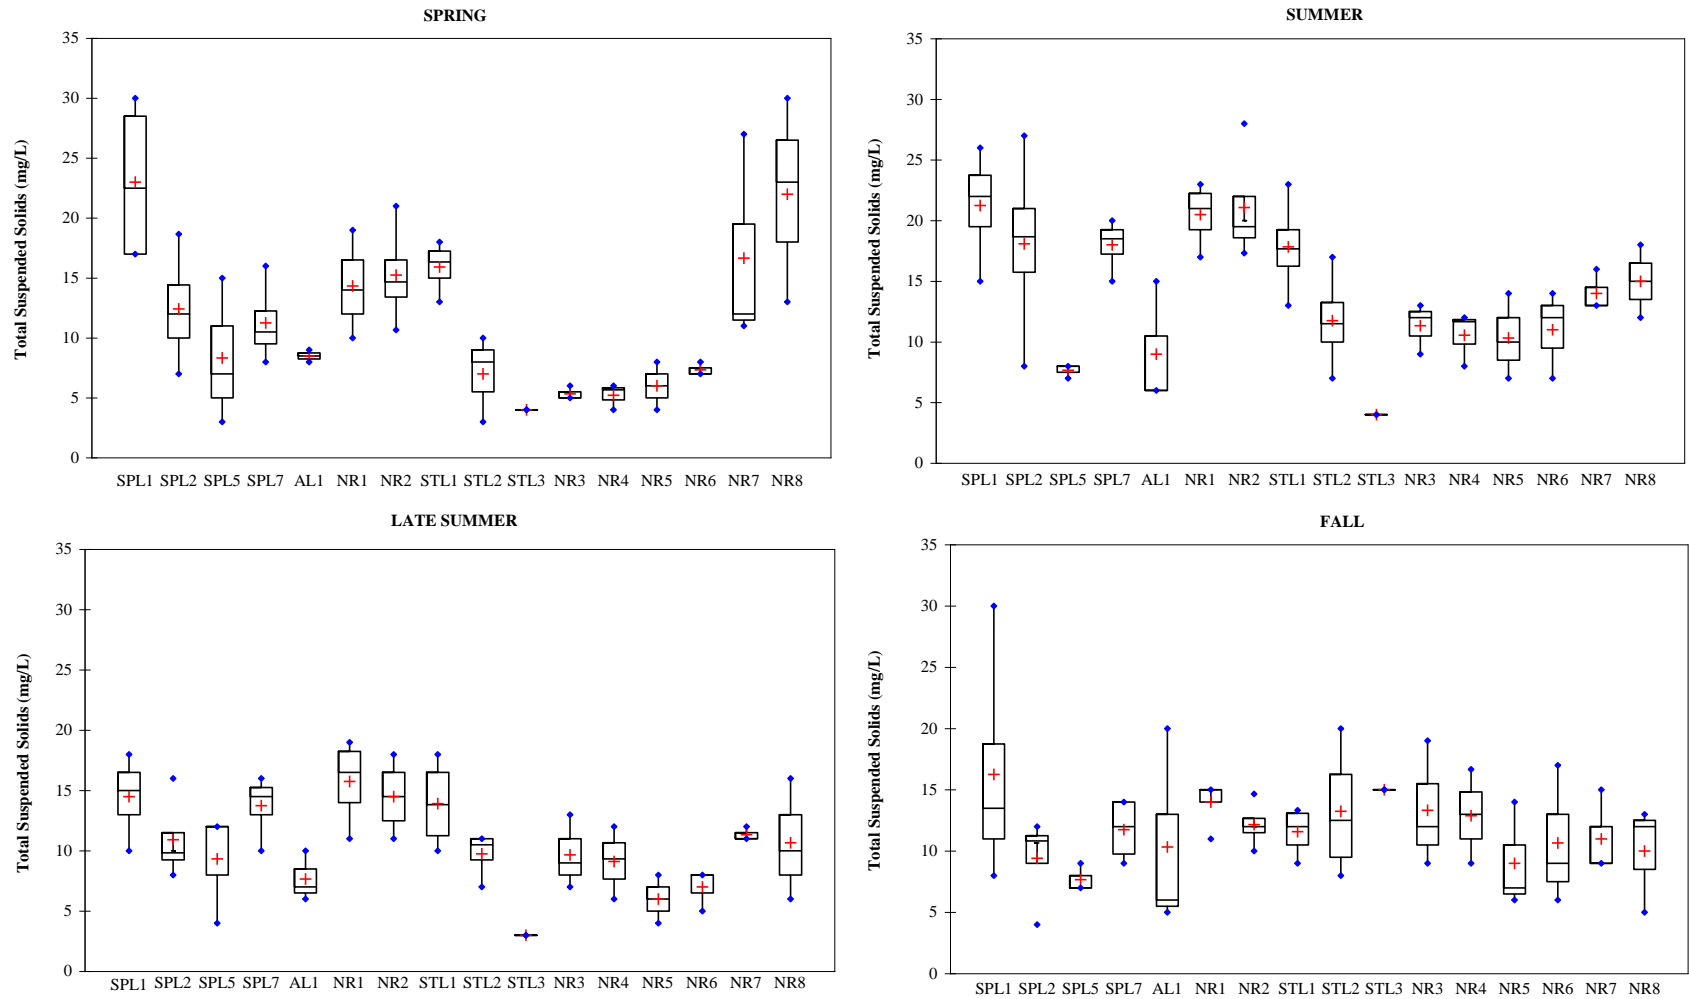 SPRING
Total Suspended Solids (mg/L)
35
30
25
20
15
10
5
0
SPL1 SPL2 SPL5 SPL7 AL1 NR1 NR2 STL1 STL2 STL3 NR3 NR4 NR5 NR6 NR7 NR8
SUMMER
Total Suspended Solids (mg/L)
35
30
25
20
15
10
5
0
SPL1 SPL2 SPL5 SPL7 AL1 NR1 NR2 STL1 STL2 STL3 NR3 NR4 NR5 NR6 NR7 NR8
LATE SUMMER
Total Suspended Solids (mg/L)
35
30
25
20
15
10
5
0
SPL1 SPL2 SPL5 SPL7 AL1 NR1 NR2 STL1 STL2 STL3 NR3 NR4 NR5 NR6 NR7 NR8
FALL
Total Suspended Solids (mg/L)
35
30
25
20
15
10
5
0
SPL1 SPL2 SPL5 SPL7 AL1 NR1 NR2 STL1 STL2 STL3 NR3 NR4 NR5 NR6 NR7 NR8